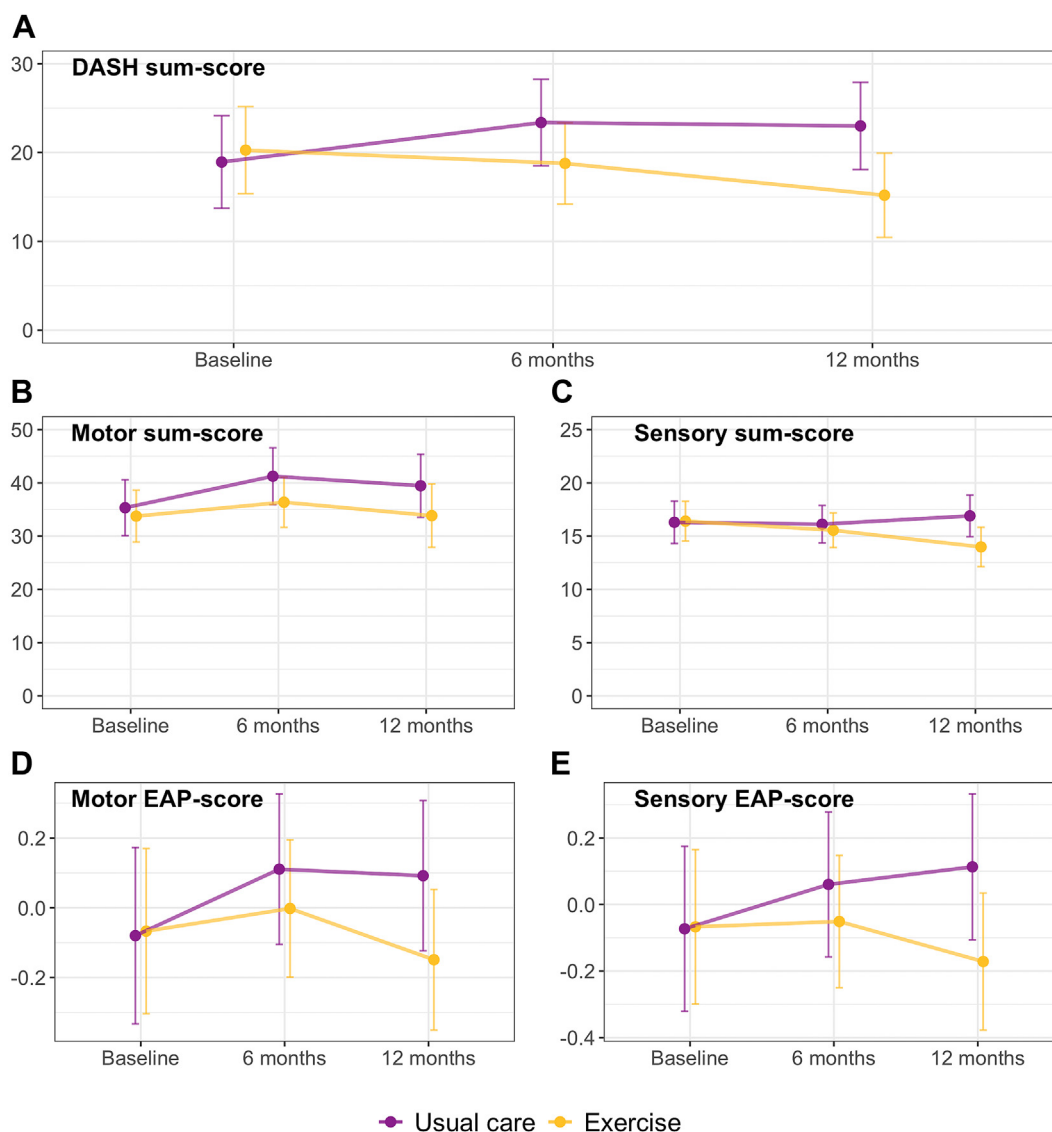 A
DASH sum-score
30
20
10
0
Baseline 6 months 12 months
B
Motor sum-score
50
40
30
20
10
0
Baseline 6 months 12 months
C
Sensory sum-score
25
20
15
10
5
0
Baseline 6 months 12 months
D
Motor EAP-score
0.2
0.0
-0.2
Baseline 6 months 12 months
E
Sensory EAP-score
0.2
0.0
-0.2
-0.4
Baseline 6 months 12 months
Usual care Exercise